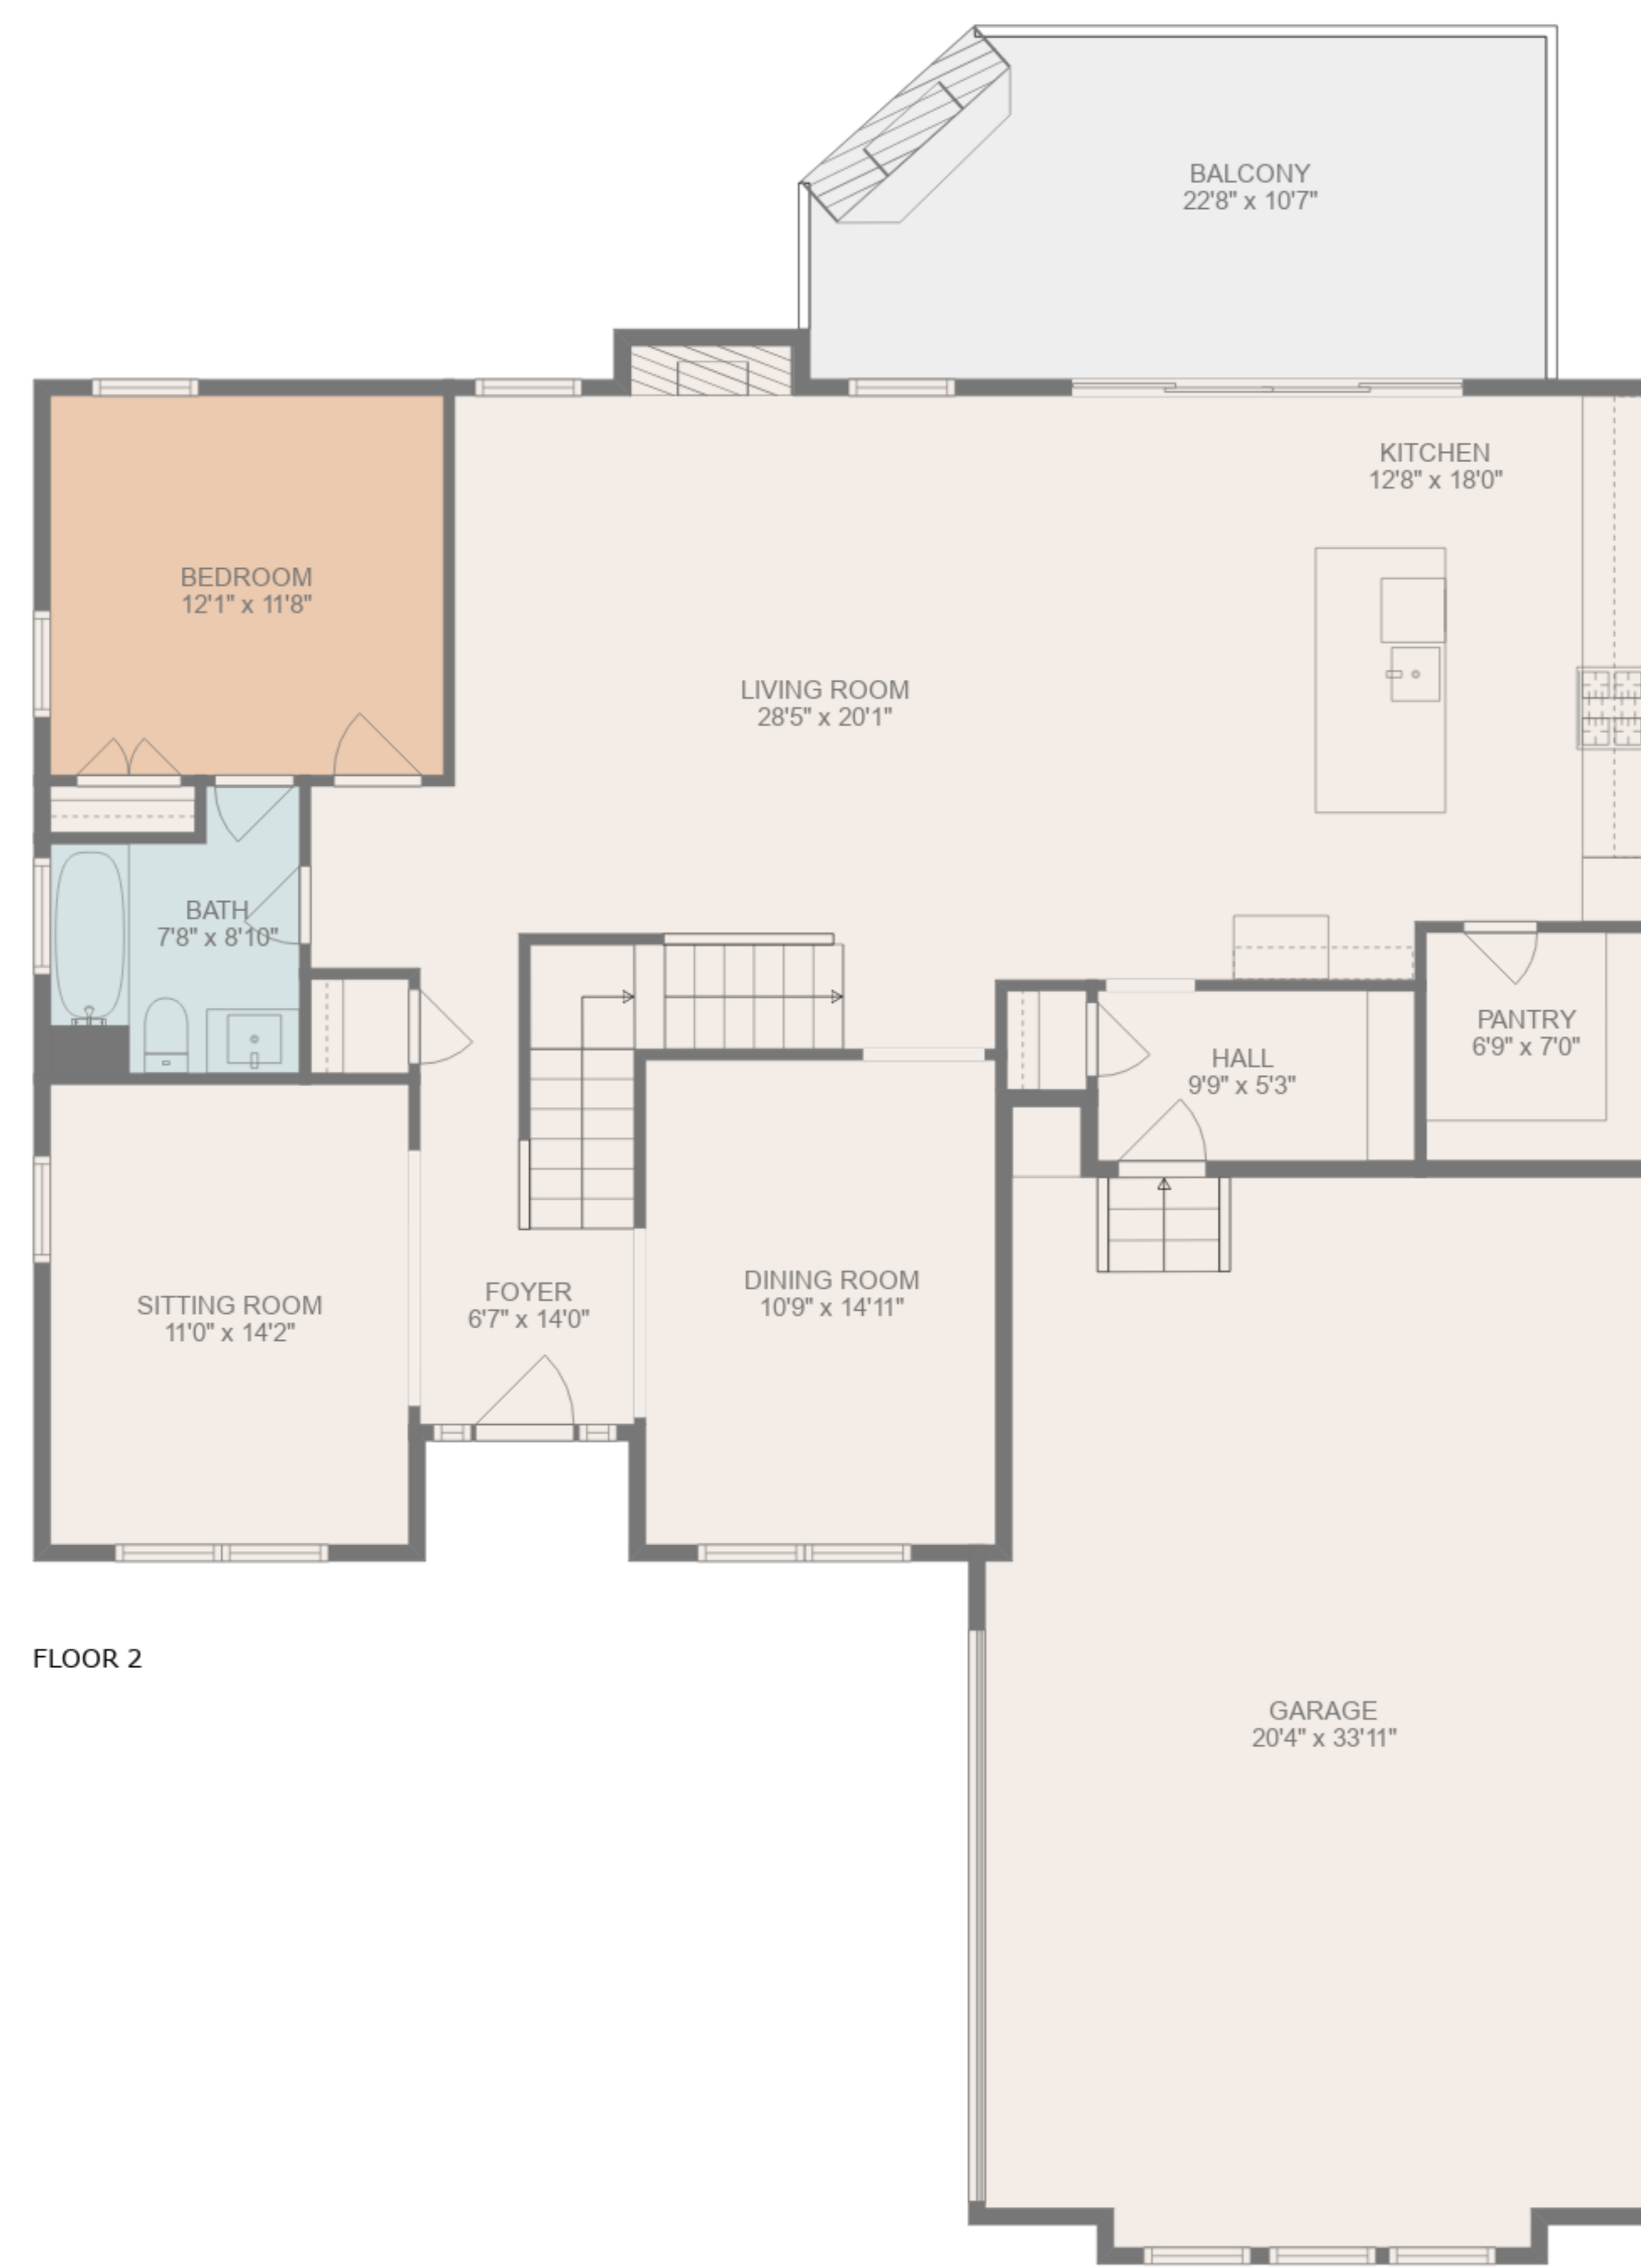 BALCONY
22'8" x 10'7"
KITCHEN
12'8" x 18'0"
BEDROOM
12'1" x 11'8"
LIVING ROOM
28'5" x 20'1"
BATH
7'8" x 8'10"
PANTRY
6'9" x 7'0"
HALL
9'9" x 5'3"
SITTING ROOM
11'0" x 14'2"
FOYER
6'7" x 14'0"
DINING ROOM
10'9" x 14'11"
FLOOR 2
GARAGE
20'4" x 33'11"